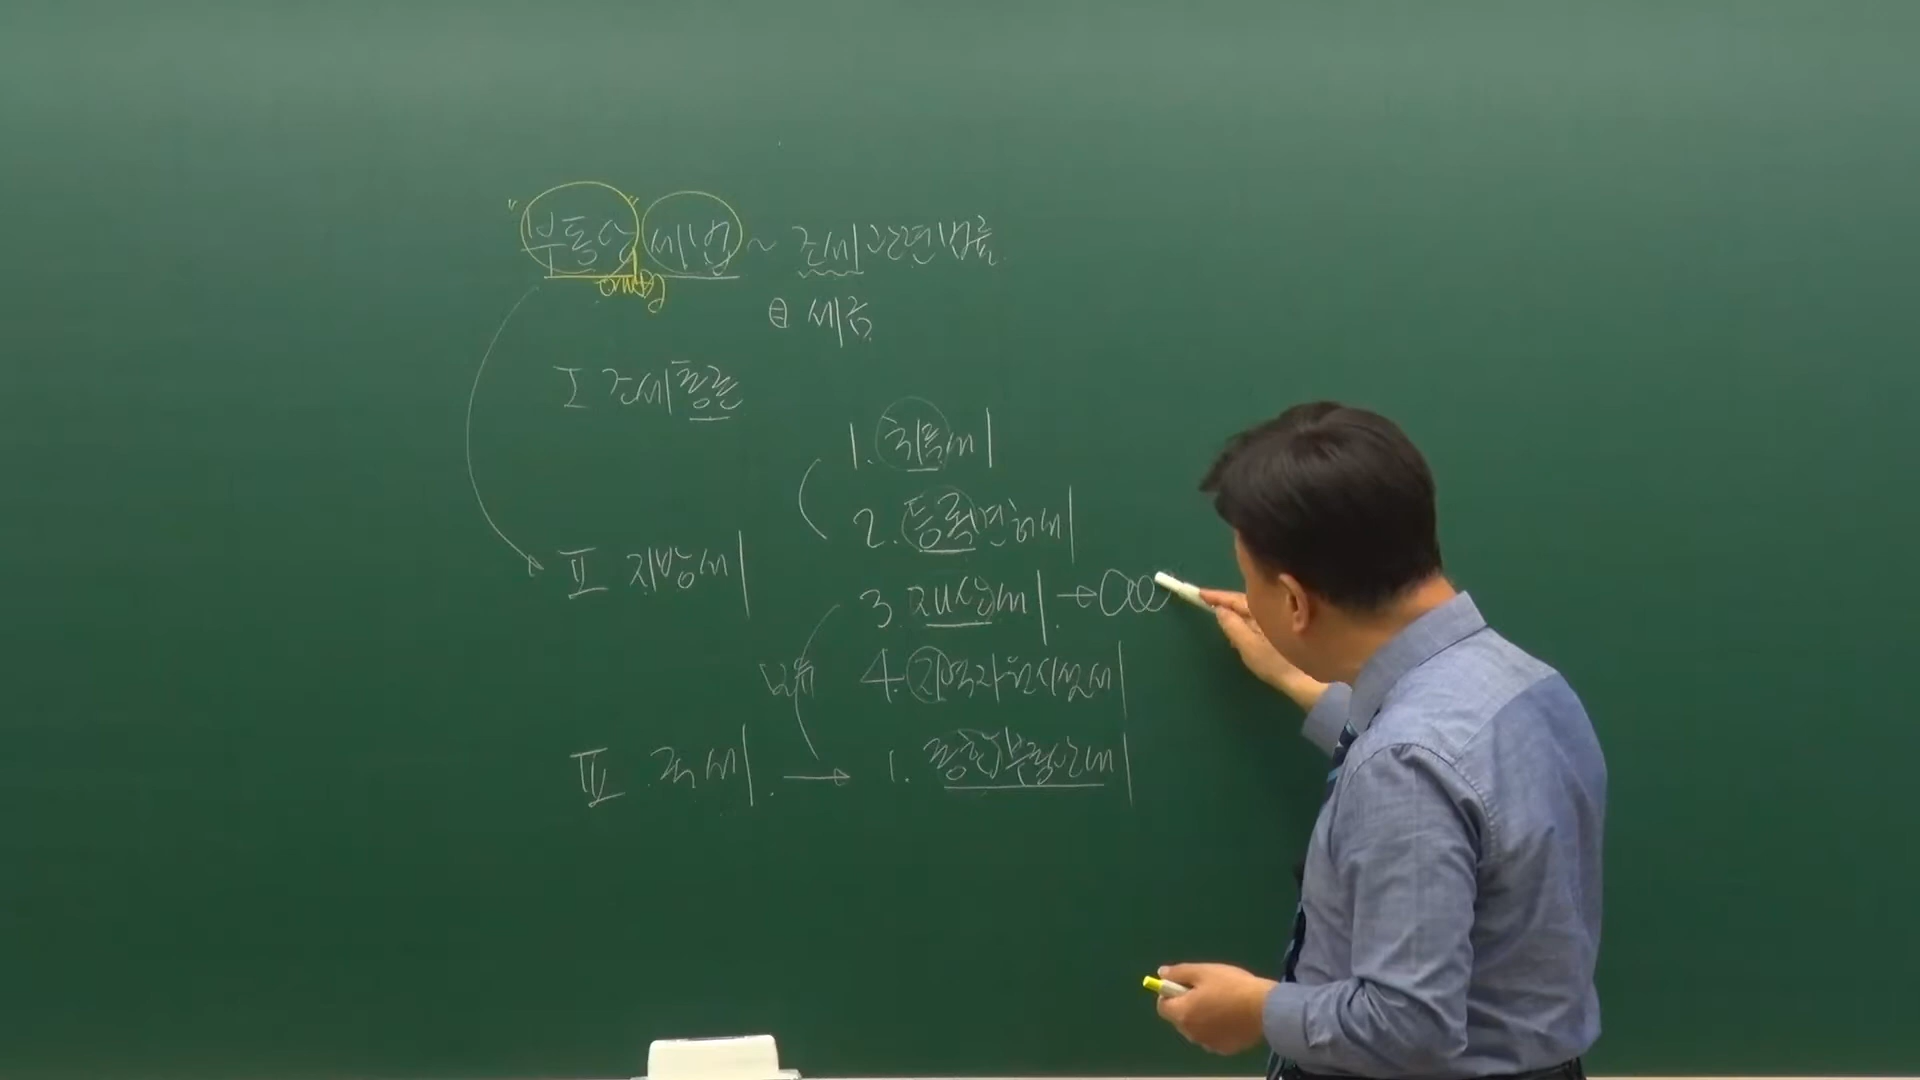 "부동산" 세법 ~ 조세관련법률
세금
I 조세총론
1. 취득세
2. 등록면허세
II 지방세
3. 재산세 →
보유
4. 지역자원시설세
III 국세 → 1. 종합부동산세